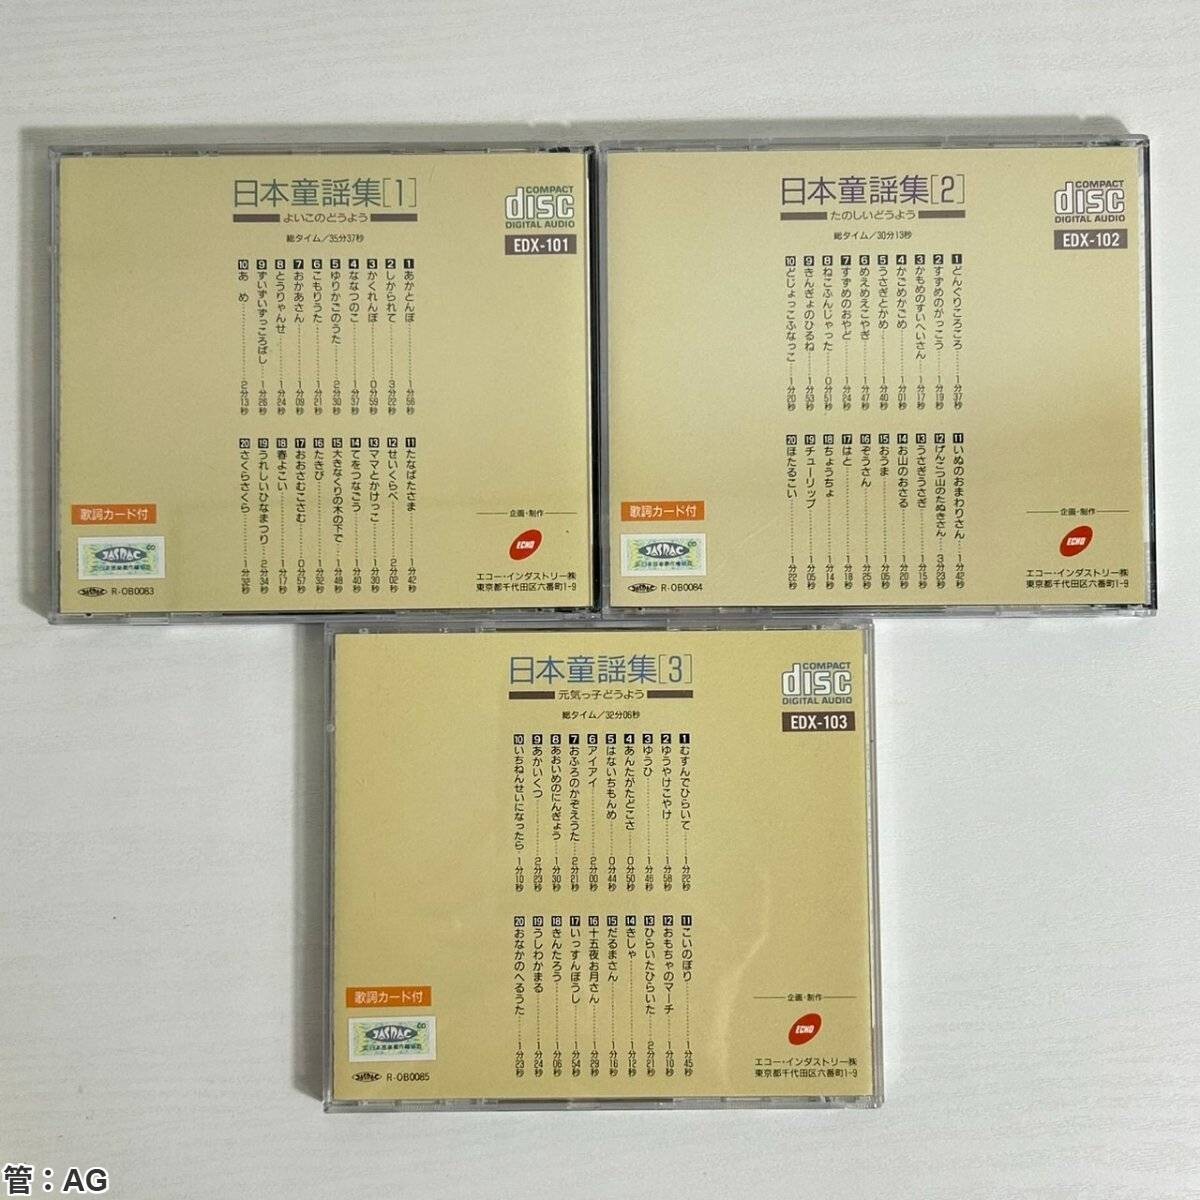 日本童謡集[1]
よいこのどうよう
総タイム／35分37秒
COMPACT
disc
DIGITAL AUDIO
EDX-101
1 あかとんぼ 1分56秒
2 しかられて 3分22秒
3 かくれんぼ 0分59秒
4 ななつのこ 1分37秒
5 ゆりかごのうた 2分30秒
6 こもりうた 1分21秒
7 おかあさん 1分09秒
8 とうりゃんせ 1分24秒
9 ずいずいずっころばし 1分26秒
10 あめ 2分13秒
11 たなばたさま 1分42秒
12 せいくらべ 2分02秒
13 ママとかけっこ 1分30秒
14 てをつなごう 1分40秒
15 大きなくりの木の下で 1分48秒
16 たきび 1分32秒
17 おおさむこさむ 0分57秒
18 春よこい 1分17秒
19 うれしいひなまつり 2分34秒
20 さくらさくら 1分32秒
歌詞カード付
JASRAC
R-OB0083
企画・制作
ECHO
エコー・インダストリー㈱
東京都千代田区六番町1-9
日本童謡集[2]
たのしいどうよう
総タイム／30分13秒
COMPACT
disc
DIGITAL AUDIO
EDX-102
1 どんぐりころころ 1分37秒
2 すずめのがっこう 1分19秒
3 かもめのすいへいさん 1分17秒
4 かごめかごめ 1分01秒
5 うさぎとかめ 1分40秒
6 めえめえこやぎ 1分47秒
7 すずめのおやど 1分24秒
8 ねこふんじゃった 0分51秒
9 きんぎょのひるね 1分53秒
10 どじょっこふなっこ 1分20秒
11 いぬのおまわりさん 1分42秒
12 げんこつ山のたぬきさん 3分23秒
13 うさぎうさぎ 1分15秒
14 お山のおさる 1分20秒
15 おうま 1分05秒
16 ぞうさん 1分25秒
17 はと 1分18秒
18 ちょうちょ 1分14秒
19 チューリップ 1分05秒
20 ほたるこい 1分22秒
歌詞カード付
JASRAC
R-OB0084
企画・制作
ECHO
エコー・インダストリー㈱
東京都千代田区六番町1-9
日本童謡集[3]
元気っ子どうよう
総タイム／32分06秒
COMPACT
disc
DIGITAL AUDIO
EDX-103
1 むすんでひらいて 1分22秒
2 ゆうやけこやけ 1分58秒
3 ゆうひ 1分46秒
4 あんたがたどこさ 0分50秒
5 はないちもんめ 0分44秒
6 アイアイ 2分00秒
7 おふろのかぞえうた 2分21秒
8 あおいめのにんぎょう 1分30秒
9 あかいくつ 2分23秒
10 いちねんせいになったら 1分10秒
11 こいのぼり 1分45秒
12 おもちゃのマーチ 1分10秒
13 ひらいたひらいた 2分21秒
14 きしゃ 1分12秒
15 だるまさん 1分16秒
16 十五夜お月さん 1分29秒
17 いっすんぼうし 1分54秒
18 きんたろう 1分06秒
19 うしわかまる 1分24秒
20 おなかのへるうた 1分23秒
歌詞カード付
JASRAC
R-OB0085
企画・制作
ECHO
エコー・インダストリー㈱
東京都千代田区六番町1-9
管：AG